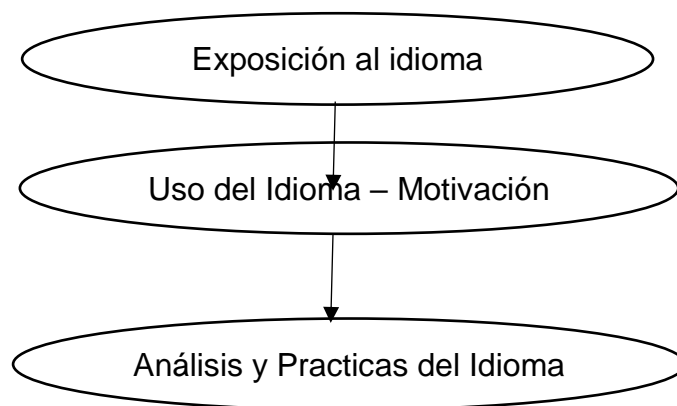 Exposición al idioma
Uso del Idioma – Motivación
Análisis y Practicas del Idioma